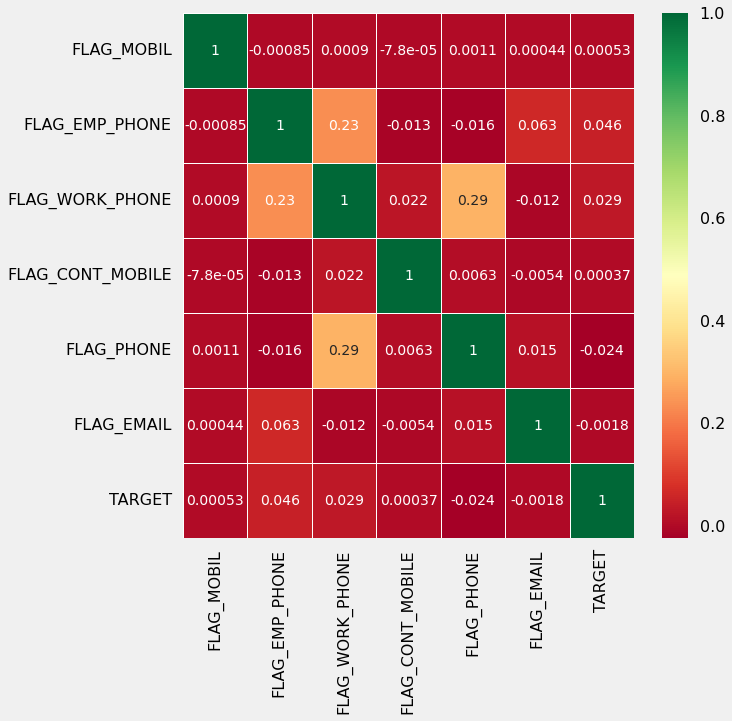 1.0
FLAG_MOBIL 1 -0.00085 0.0009 -7.8e-05 0.0011 0.00044 0.00053
0.8
FLAG_EMP_PHONE -0.00085 1 0.23 -0.013 -0.016 0.063 0.046
FLAG_WORK_PHONE 0.0009 0.23 1 0.022 0.29 -0.012 0.029
0.6
FLAG_CONT_MOBILE -7.8e-05 -0.013 0.022 1 0.0063 -0.0054 0.00037
0.4
FLAG_PHONE 0.0011 -0.016 0.29 0.0063 1 0.015 -0.024
FLAG_EMAIL 0.00044 0.063 -0.012 -0.0054 0.015 1 -0.0018
0.2
TARGET 0.00053 0.046 0.029 0.00037 -0.024 -0.0018 1
0.0
FLAG_MOBIL
FLAG_EMP_PHONE
FLAG_WORK_PHONE
FLAG_CONT_MOBILE
FLAG_PHONE
FLAG_EMAIL
TARGET